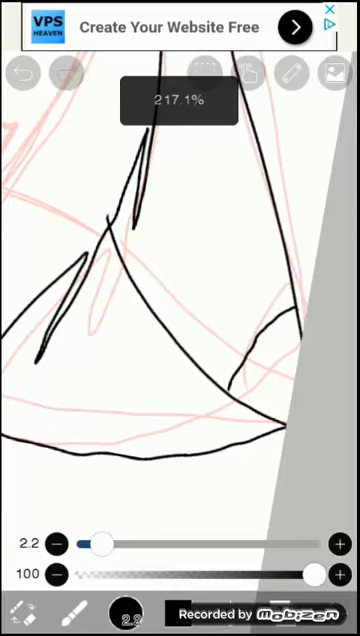 VPS
HEAVEN
Create Your Website Free
217.1%
2.2
100
2.2
Recorded by Mobizen